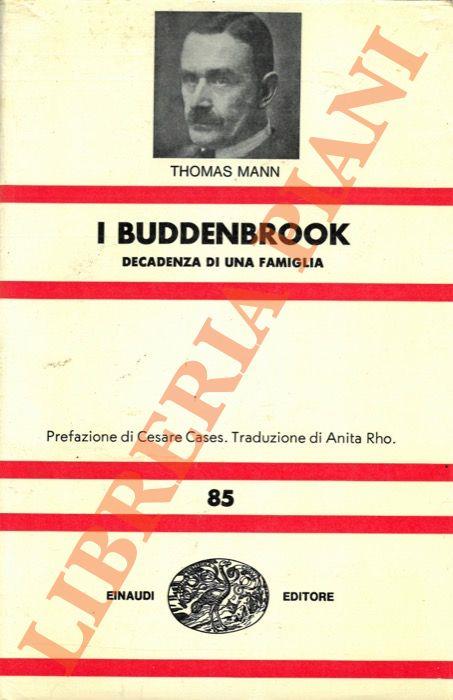 THOMAS MANN
I BUDDENBROOK
DECADENZA DI UNA FAMIGLIA
Prefazione di Cesare Cases. Traduzione di Anita Rho.
85
EINAUDI EDITORE
LIBRERIA PIANI